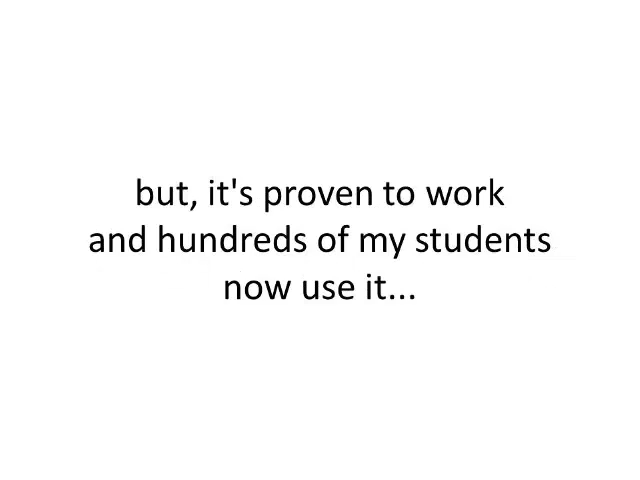 but, it's proven to work
and hundreds of my students
now use it...